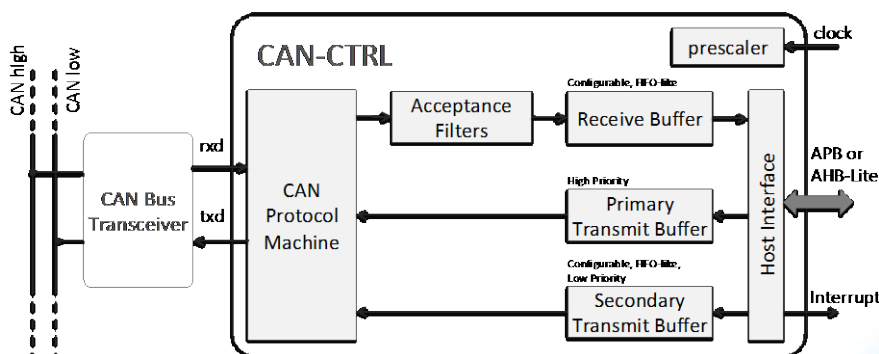 CAN high
CAN low
CAN-CTRL
prescaler
clock
Configurable, FIFO-like
Acceptance
Filters
Receive Buffer
rxd
txd
CAN Bus
Transceiver
CAN
Protocol
Machine
High Priority
Primary
Transmit Buffer
Host Interface
APB or
AHB-Lite
Configurable, FIFO-like,
Low Priority
Secondary
Transmit Buffer
Interrupt